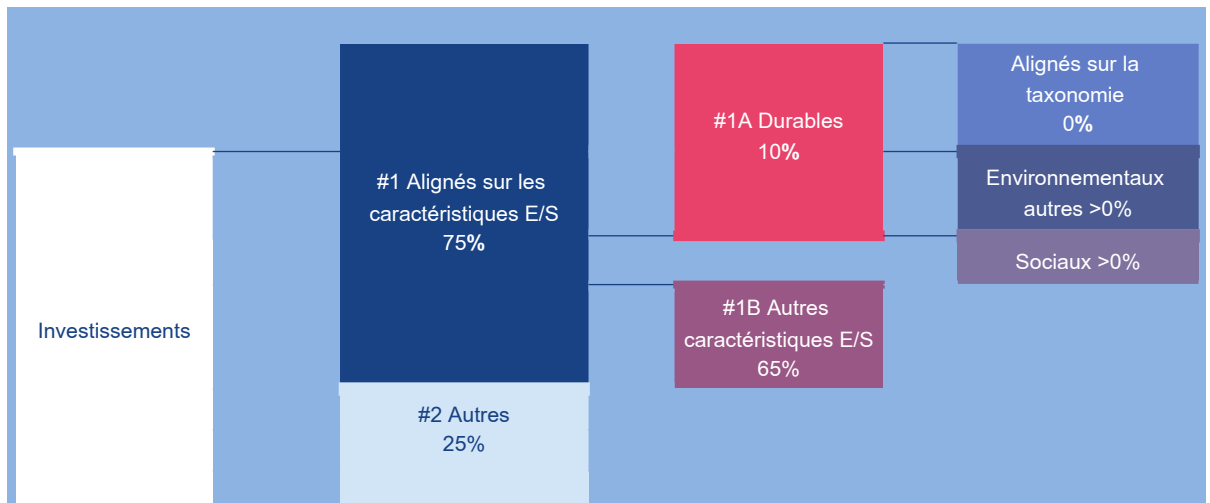 Investissements
#1 Alignés sur les
caractéristiques E/S
75%
#2 Autres
25%
#1A Durables
10%
#1B Autres
caractéristiques E/S
65%
Alignés sur la
taxonomie
0%
Environnementaux
autres >0%
Sociaux >0%